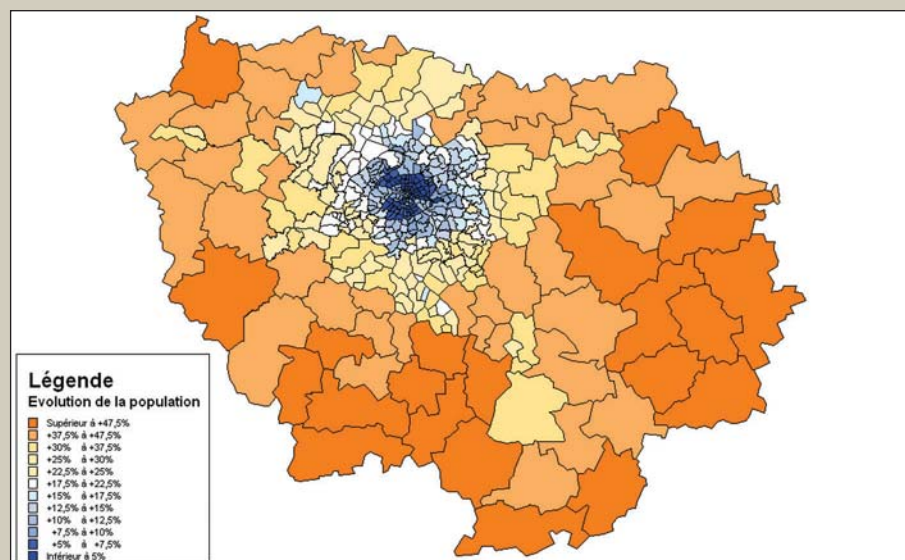 Légende
Evolution de la population
Supérieur à +47,5%
+37,5% à +47,5%
+30% à +37,5%
+25% à +30%
+22,5% à +25%
+17,5% à +22,5%
+15% à +17,5%
+12,5% à +15%
+10% à +12,5%
+7,5% à +10%
+5% à +7,5%
Inférieur à 5%